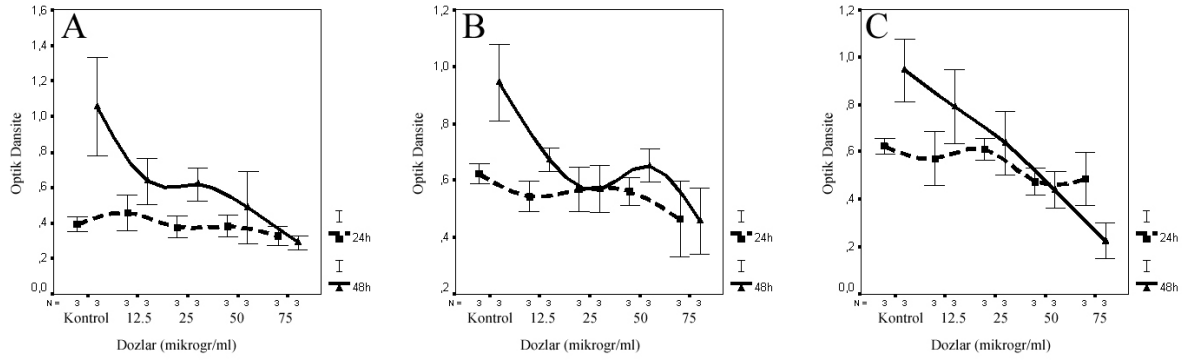 A
1,6
1,4
1,2
1,0
,8
,6
,4
,2
0,0
Optik Dansite
N = 3 3 3 3 3 3 3 3 3 3
Kontrol 12.5 25 50 75
Dozlar (mikrogr/ml)
24h
48h
B
1,2
1,0
,8
,6
,4
,2
Optik Dansite
N = 3 3 3 3 3 3 3 3 3 3
Kontrol 12.5 25 50 75
Dozlar (mikrogr/ml)
24h
48h
C
1,2
1,0
,8
,6
,4
,2
0,0
Optik Dansite
N = 3 3 3 3 3 3 3 3 3 3
Kontrol 12.5 25 50 75
Dozlar (mikrogr/ml)
24h
48h